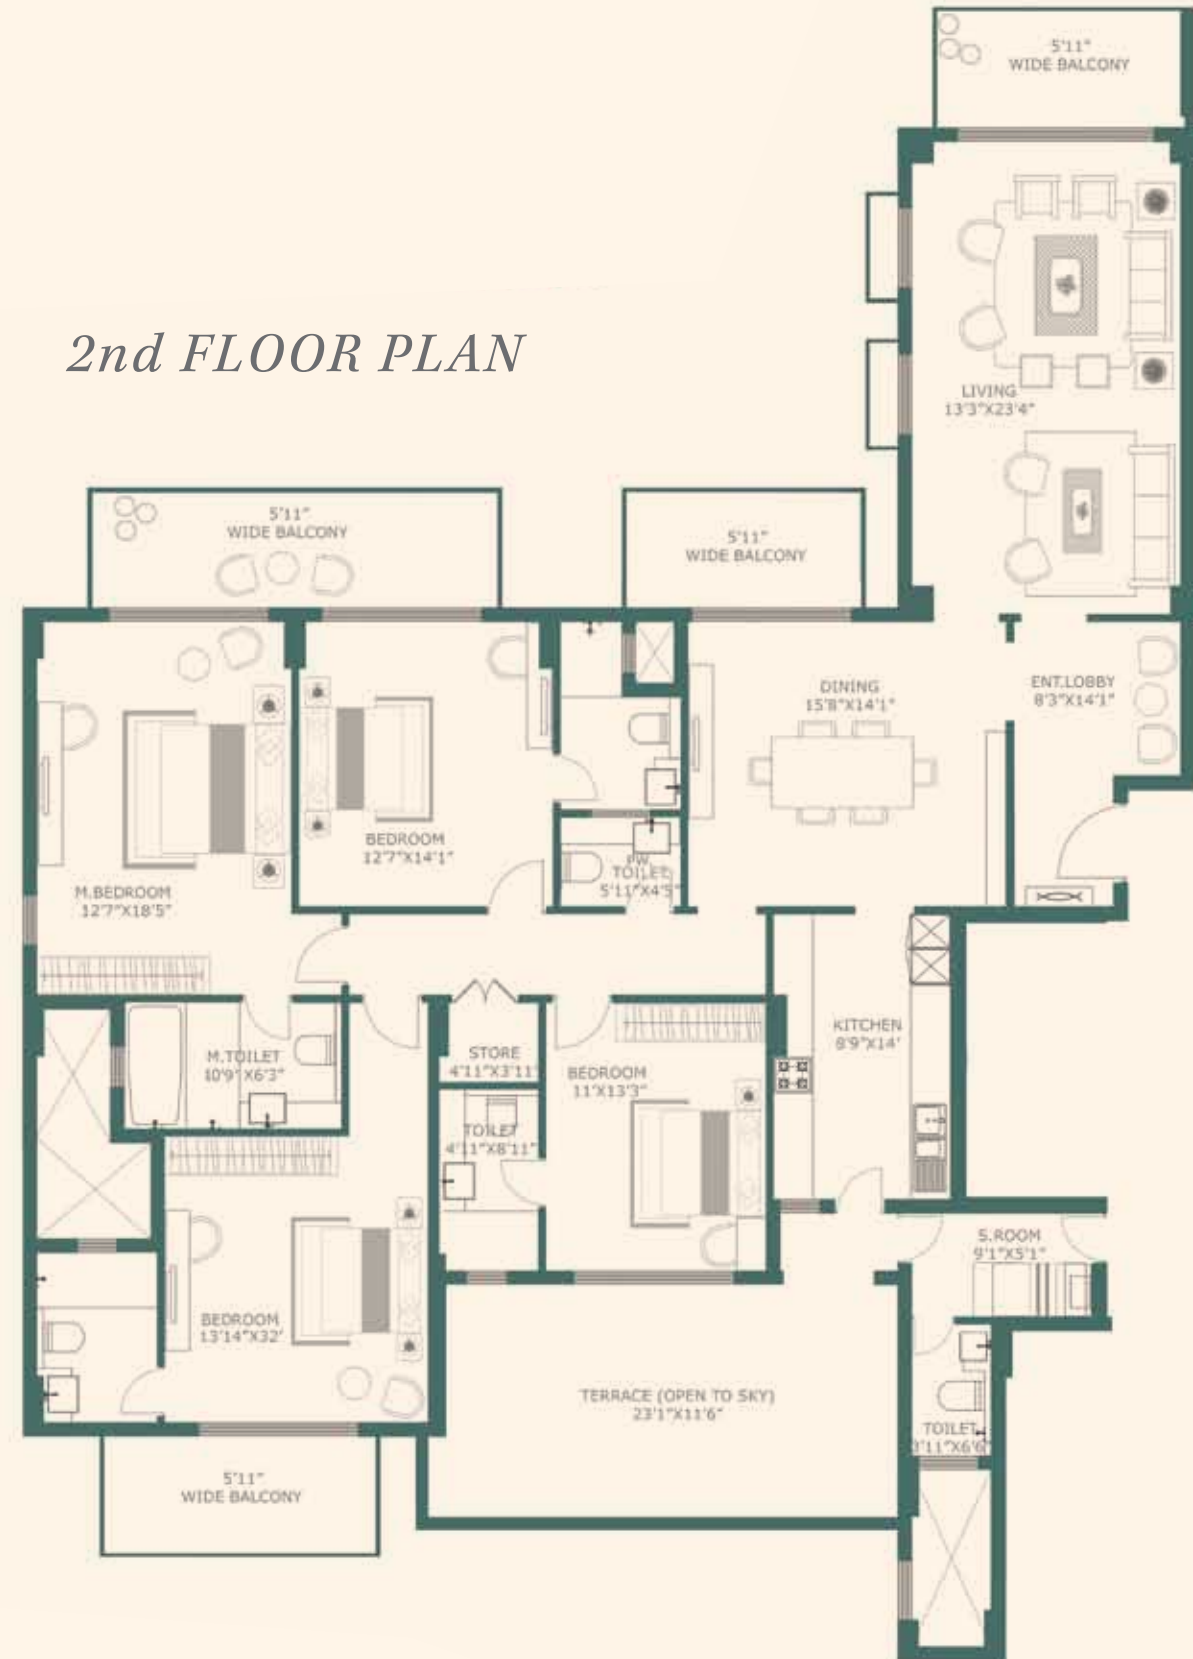 5'11"
WIDE BALCONY
2nd FLOOR PLAN
LIVING
13'3"X23'4"
5'11"
WIDE BALCONY
5'11"
WIDE BALCONY
DINING
15'8"X14'1"
ENT.LOBBY
8'3"X14'1"
BEDROOM
12'7"X14'1"
PW.
TOILET
5'11"X4'5"
M.BEDROOM
12'7"X18'5"
KITCHEN
8'9"X14'
M.TOILET
10'9"X6'3"
STORE
4'11"X3'11"
BEDROOM
11'X13'3"
TOILET
4'11"X8'11"
S.ROOM
9'1"X5'1"
BEDROOM
13'14"X32'
TERRACE (OPEN TO SKY)
23'1"X11'6"
TOILET
3'11"X6'6"
5'11"
WIDE BALCONY